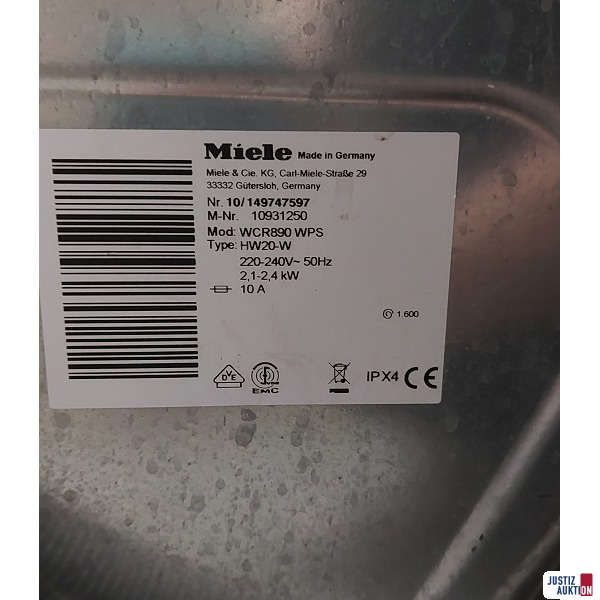 Miele Made in Germany
Miele & Cie. KG, Carl-Miele-Straße 29
33332 Gütersloh, Germany
Nr. 10/149747597
M-Nr. 10931250
Mod: WCR890 WPS
Type: HW20-W
220-240V~ 50Hz
2,1-2,4 kW
10 A
1.600
DVE
EMC
IPX4 CE
JUSTIZ
AUKTION